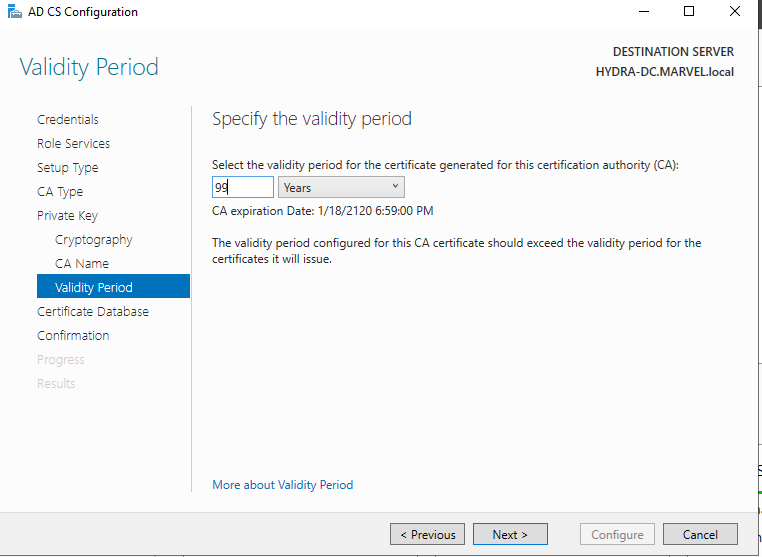 AD CS Configuration
DESTINATION SERVER
HYDRA-DC.MARVEL.local
Validity Period
Credentials
Role Services
Setup Type
CA Type
Private Key
Cryptography
CA Name
Validity Period
Certificate Database
Confirmation
Progress
Results
Specify the validity period
Select the validity period for the certificate generated for this certification authority (CA):
99 Years
CA expiration Date: 1/18/2120 6:59:00 PM
The validity period configured for this CA certificate should exceed the validity period for the
certificates it will issue.
More about Validity Period
< Previous Next > Configure Cancel